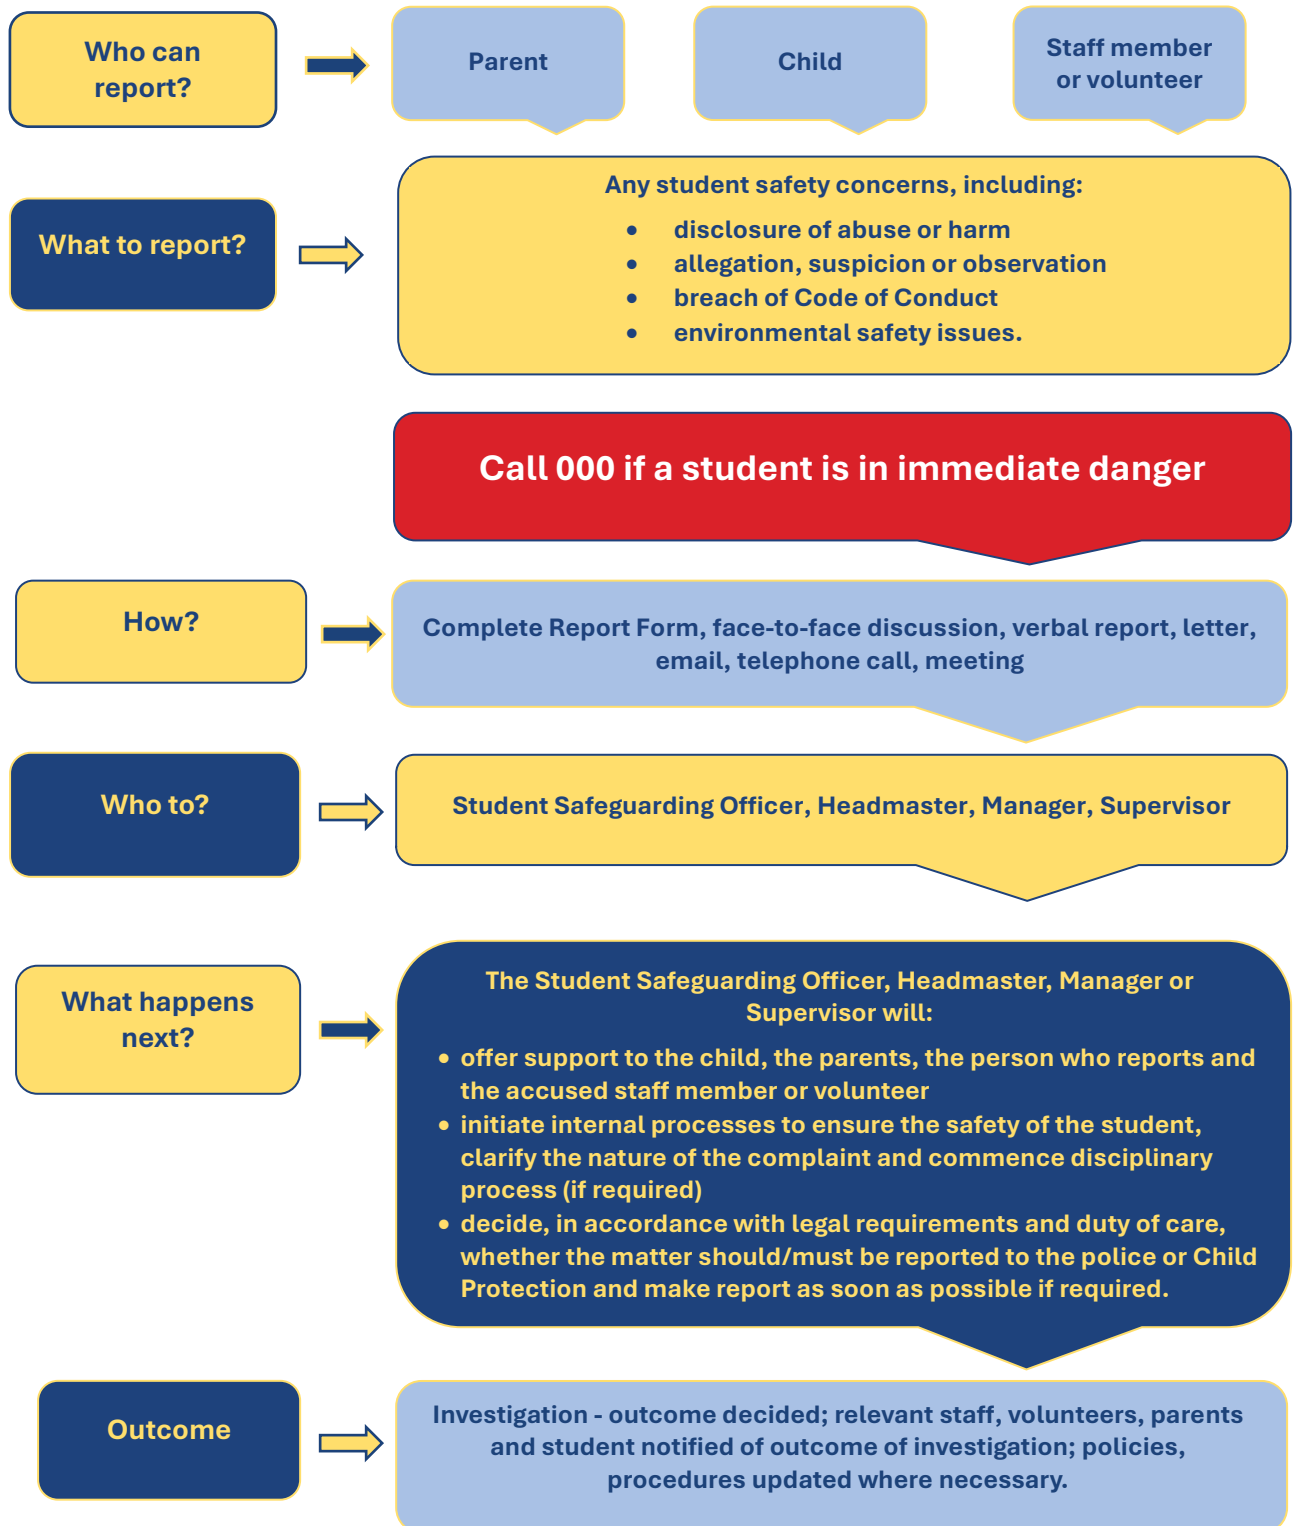 Who can
report?
Parent
Child
Staff member
or volunteer
What to report?
Any student safety concerns, including:
• disclosure of abuse or harm
• allegation, suspicion or observation
• breach of Code of Conduct
• environmental safety issues.
Call 000 if a student is in immediate danger
How?
Complete Report Form, face-to-face discussion, verbal report, letter,
email, telephone call, meeting
Who to?
Student Safeguarding Officer, Headmaster, Manager, Supervisor
What happens
next?
The Student Safeguarding Officer, Headmaster, Manager or
Supervisor will:
• offer support to the child, the parents, the person who reports and
the accused staff member or volunteer
• initiate internal processes to ensure the safety of the student,
clarify the nature of the complaint and commence disciplinary
process (if required)
• decide, in accordance with legal requirements and duty of care,
whether the matter should/must be reported to the police or Child
Protection and make report as soon as possible if required.
Outcome
Investigation - outcome decided; relevant staff, volunteers, parents
and student notified of outcome of investigation; policies,
procedures updated where necessary.